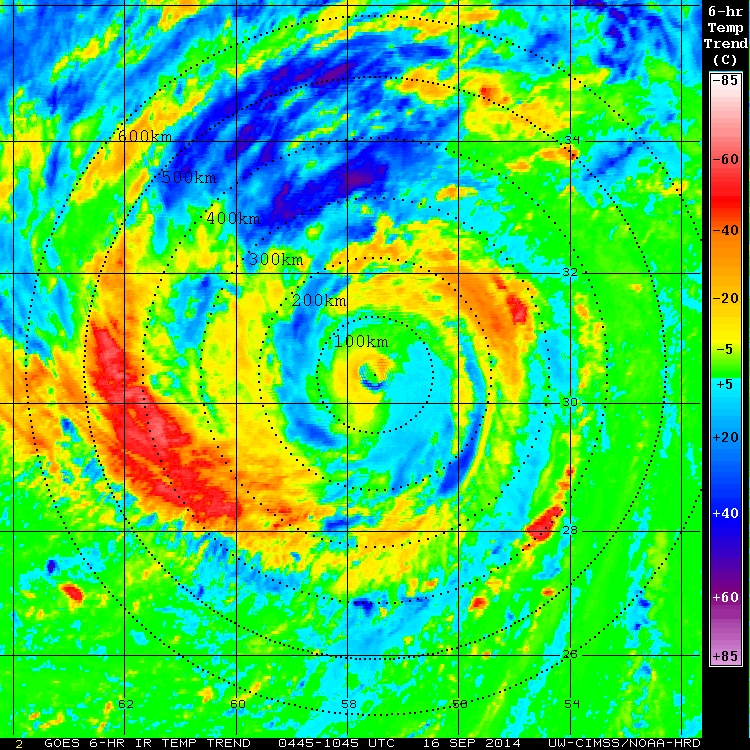 6-hr
Temp
Trend
(C)
-85
-60
-40
-20
-5
+5
+20
+40
+60
+85
600km
500km
400km
300km
200km
100km
34
32
30
28
26
62
60
58
56
54
2 GOES 6-HR IR TEMP TREND 0445-1045 UTC 16 SEP 2014 UW-CIMSS/NOAA-HRD